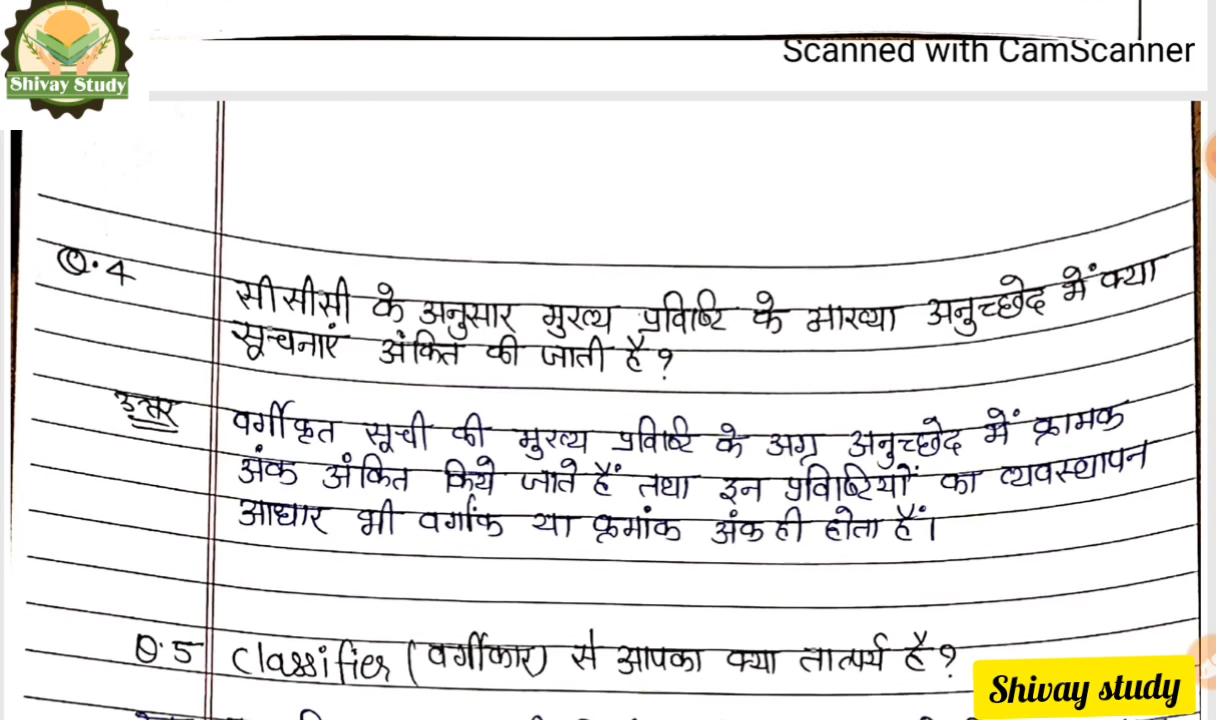 Shivay Study
Scanned with CamScanner
Q.4
सीसीसी के अनुसार मुख्य प्रविष्टि के माख्या अनुच्छेद में क्या
सूचनाएं अंकित की जाती है?
उत्तर वर्गीकृत सूची की मुख्य प्रविष्टि के अग्र अनुच्छेद में क्रामक
अंक अंकित किये जाते हैं तथा इन प्रविष्टियों का व्यवस्थापन
आधार भी वर्गांक या क्रमांक अंक ही होता हैं।
Q.5 Classifier (वर्गीकार) से आपका क्या तात्पर्य है?
Shivay study